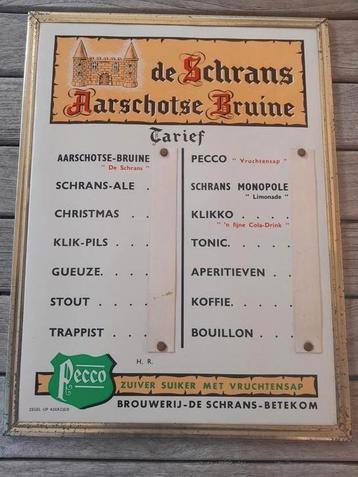 de Schrans
Aarschotse Bruine
Tarief
AARSCHOTSE-BRUINE
" De Schrans "
SCHRANS-ALE .
CHRISTMAS . . .
KLIK-PILS . . . .
GUEUZE. . . . .
STOUT . . . . .
TRAPPIST . . . .
PECCO " Vruchtensap "
SCHRANS MONOPOLE
" Limonade "
KLIKKO . . . .
" 'n fijne Cola-Drink "
TONIC. . . . .
APERITIEVEN . .
KOFFIE. . . . .
BOUILLON . . .
H. R.
Pecco
ZUIVER SUIKER MET VRUCHTENSAP
BROUWERIJ-DE SCHRANS-BETEKOM
ZEGEL OP